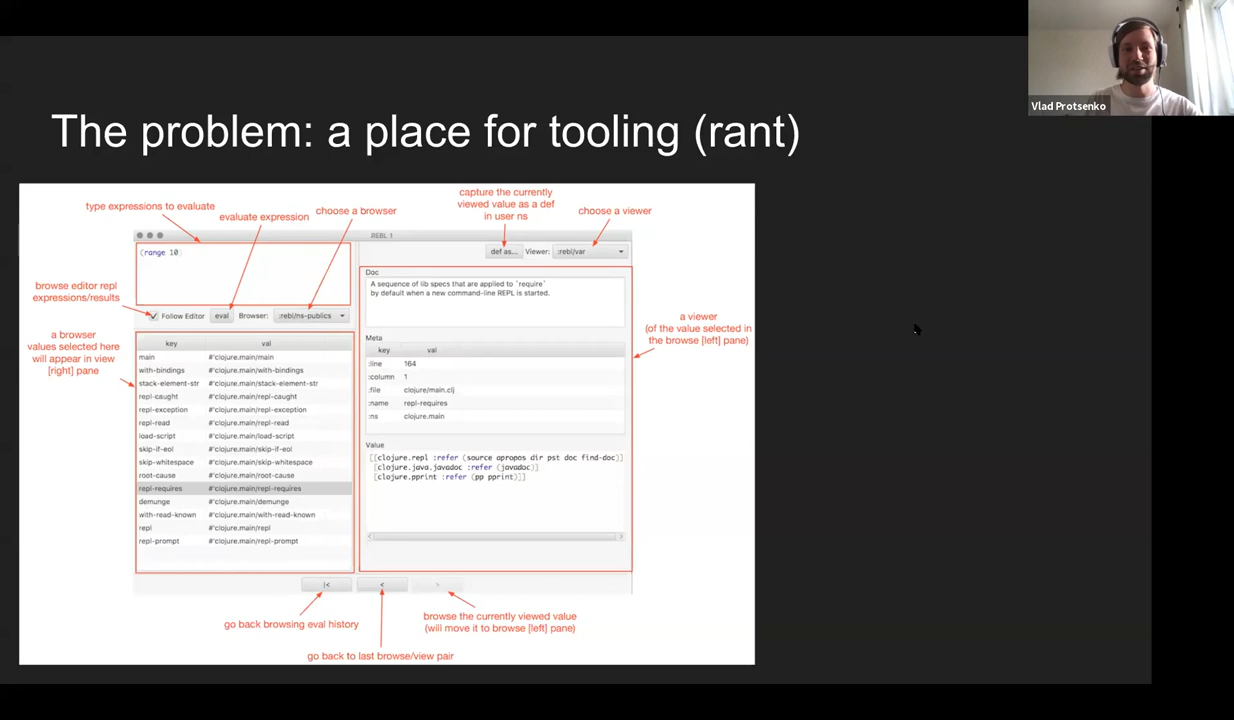 Vlad Protsenko
The problem: a place for tooling (rant)
type expressions to evaluate
evaluate expression
choose a browser
capture the currently
viewed value as a def
in user ns
choose a viewer
REBL 1
(range 10)
def as...
Viewer:
:rebl/var
browse editor repl
expressions/results
Follow Editor
eval
Browser:
:rebl/ns-publics
a browser
values selected here
will appear in view
[right] pane
key val
main #'clojure.main/main
with-bindings #'clojure.main/with-bindings
stack-element-str #'clojure.main/stack-element-str
repl-caught #'clojure.main/repl-caught
repl-exception #'clojure.main/repl-exception
repl-read #'clojure.main/repl-read
load-script #'clojure.main/load-script
skip-if-eol #'clojure.main/skip-if-eol
skip-whitespace #'clojure.main/skip-whitespace
root-cause #'clojure.main/root-cause
repl-requires #'clojure.main/repl-requires
demunge #'clojure.main/demunge
with-read-known #'clojure.main/with-read-known
repl #'clojure.main/repl
repl-prompt #'clojure.main/repl-prompt
Doc
A sequence of lib specs that are applied to `require`
by default when a new command-line REPL is started.
Meta
key val
:line 164
:column 1
:file clojure/main.clj
:name repl-requires
:ns clojure.main
Value
[[clojure.repl :refer (source apropos dir pst doc find-doc)]
[clojure.java.javadoc :refer (javadoc)]
[clojure.pprint :refer (pp pprint)]]
a viewer
(of the value selected in
the browse [left] pane)
|<
<
>
go back browsing eval history
go back to last browse/view pair
browse the currently viewed value
(will move it to browse [left] pane)